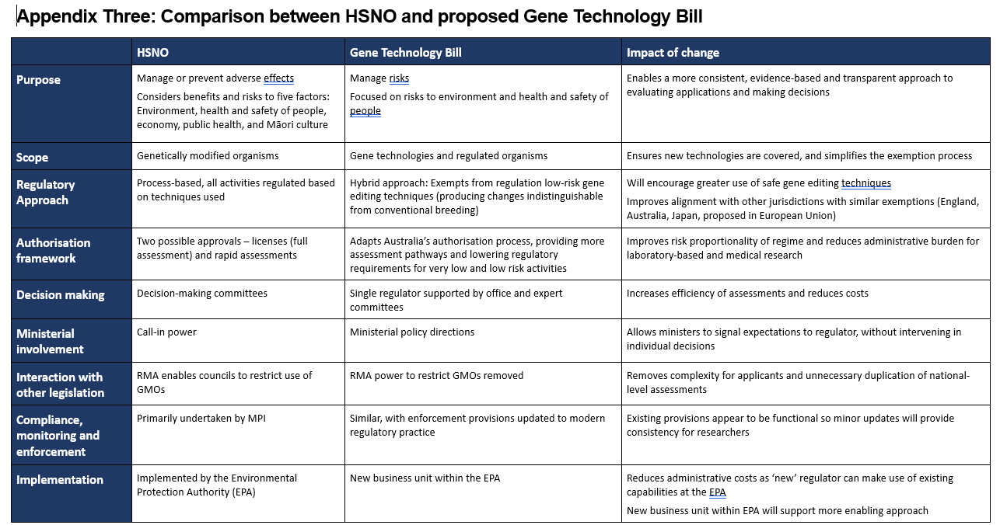 Appendix Three: Comparison between HSNO and proposed Gene Technology Bill
HSNO
Gene Technology Bill
Impact of change
Purpose
Manage or prevent adverse effects
Considers benefits and risks to five factors:
Environment, health and safety of people,
economy, public health, and Māori culture
Manage risks
Focused on risks to environment and health and safety of
people
Enables a more consistent, evidence-based and transparent approach to
evaluating applications and making decisions
Scope
Genetically modified organisms
Gene technologies and regulated organisms
Ensures new technologies are covered, and simplifies the exemption process
Regulatory
Approach
Process-based, all activities regulated based
on techniques used
Hybrid approach: Exempts from regulation low-risk gene
editing techniques (producing changes indistinguishable
from conventional breeding)
Will encourage greater use of safe gene editing techniques
Improves alignment with other jurisdictions with similar exemptions (England,
Australia, Japan, proposed in European Union)
Authorisation
framework
Two possible approvals – licenses (full
assessment) and rapid assessments
Adapts Australia’s authorisation process, providing more
assessment pathways and lowering regulatory
requirements for very low and low risk activities
Improves risk proportionality of regime and reduces administrative burden for
laboratory-based and medical research
Decision making
Decision-making committees
Single regulator supported by office and expert
committees
Increases efficiency of assessments and reduces costs
Ministerial
involvement
Call-in power
Ministerial policy directions
Allows ministers to signal expectations to regulator, without intervening in
individual decisions
Interaction with
other legislation
RMA enables councils to restrict use of
GMOs
RMA power to restrict GMOs removed
Removes complexity for applicants and unnecessary duplication of national-
level assessments
Compliance,
monitoring and
enforcement
Primarily undertaken by MPI
Similar, with enforcement provisions updated to modern
regulatory practice
Existing provisions appear to be functional so minor updates will provide
consistency for researchers
Implementation
Implemented by the Environmental
Protection Authority (EPA)
New business unit within the EPA
Reduces administrative costs as ‘new’ regulator can make use of existing
capabilities at the EPA
New business unit within EPA will support more enabling approach